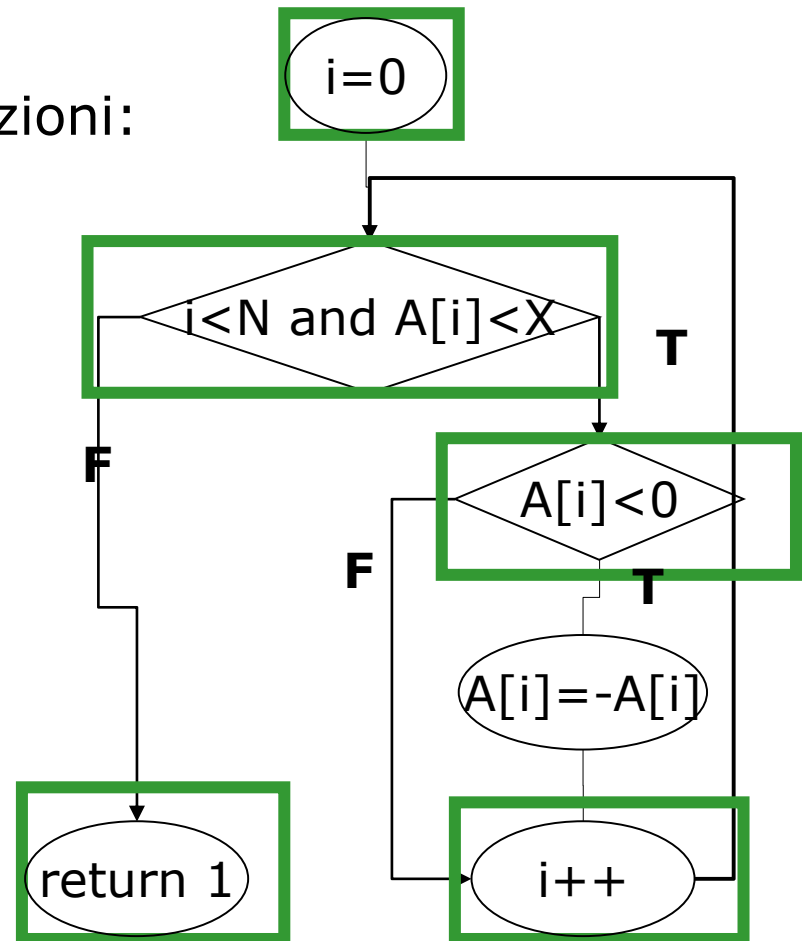 i=0
zioni:
i<N and A[i]<X
T
F
A[i]<0
F
T
A[i]=-A[i]
return 1
i++